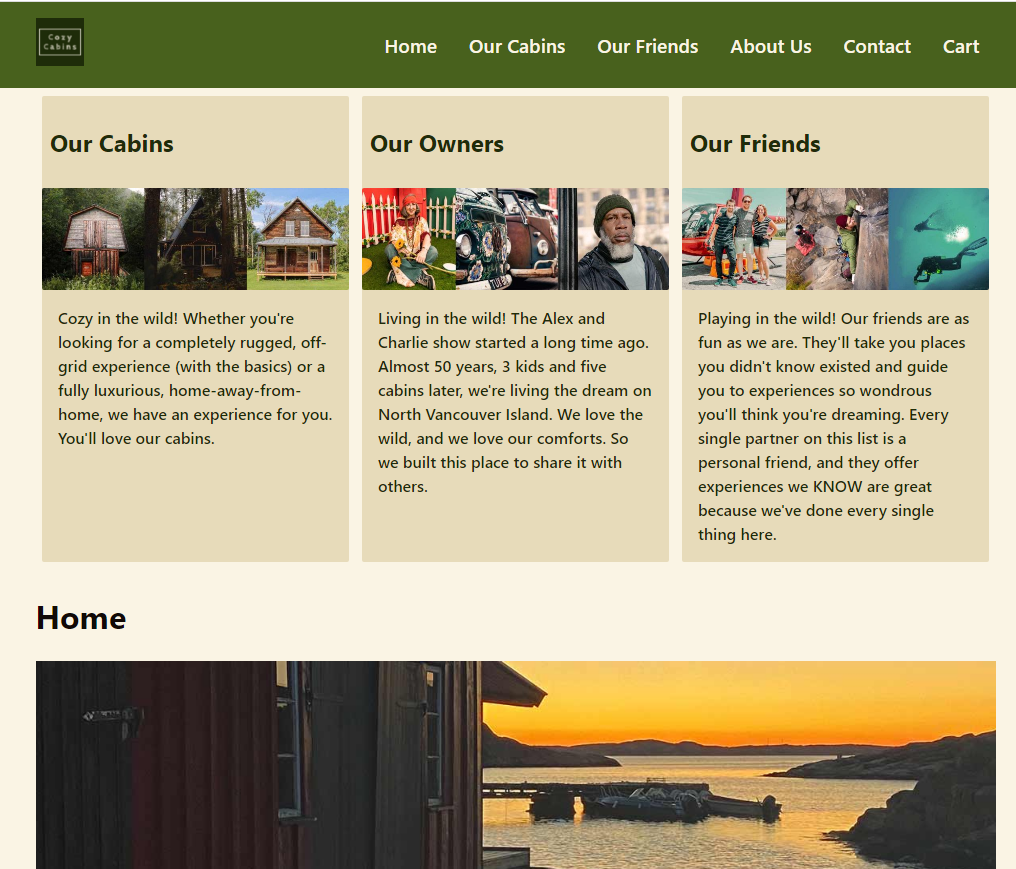 Cozy
Cabins
Home Our Cabins Our Friends About Us Contact Cart
Our Cabins
Cozy in the wild! Whether you're
looking for a completely rugged, off-
grid experience (with the basics) or a
fully luxurious, home-away-from-
home, we have an experience for you.
You'll love our cabins.
Our Owners
Living in the wild! The Alex and
Charlie show started a long time ago.
Almost 50 years, 3 kids and five
cabins later, we're living the dream on
North Vancouver Island. We love the
wild, and we love our comforts. So
we built this place to share it with
others.
Our Friends
Playing in the wild! Our friends are as
fun as we are. They'll take you places
you didn't know existed and guide
you to experiences so wondrous
you'll think you're dreaming. Every
single partner on this list is a
personal friend, and they offer
experiences we KNOW are great
because we've done every single
thing here.
Home